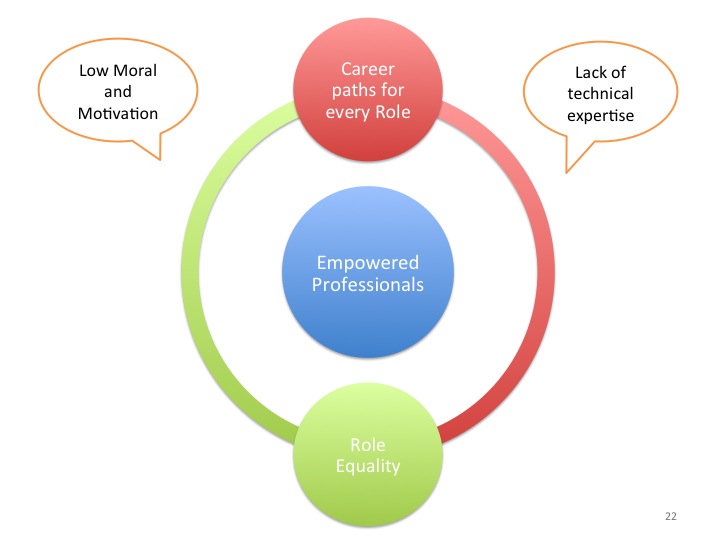 Low Moral
and
Motivation
Career
paths for
every Role
Lack of
technical
expertise
Empowered
Professionals
Role
Equality
22